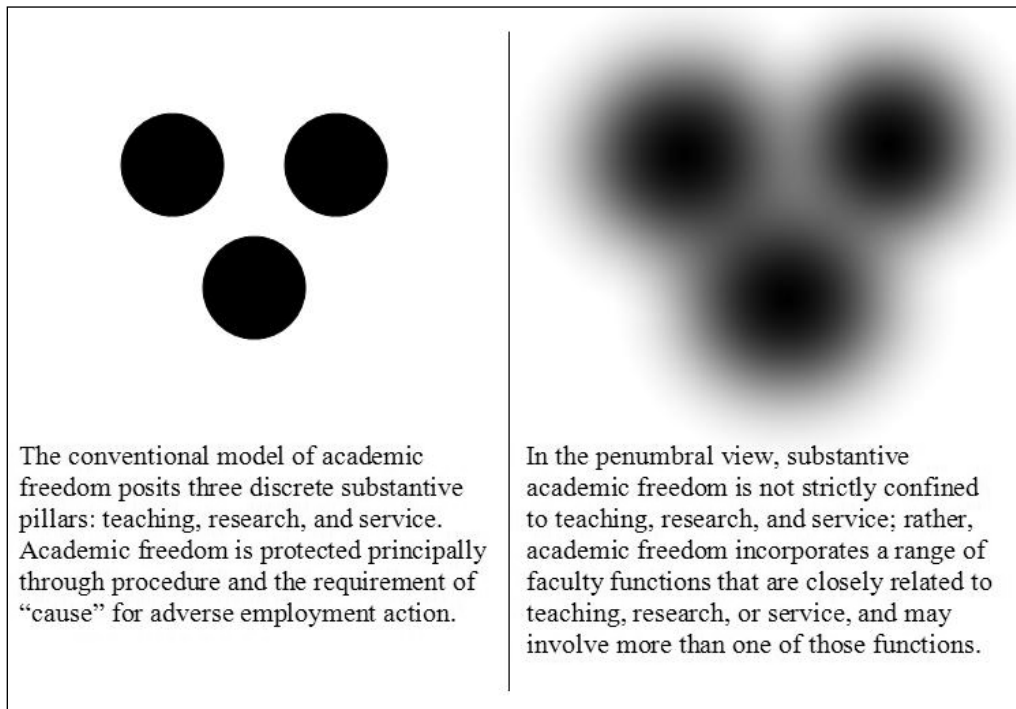 The conventional model of academic
freedom posits three discrete substantive
pillars: teaching, research, and service.
Academic freedom is protected principally
through procedure and the requirement of
“cause” for adverse employment action.
In the penumbral view, substantive
academic freedom is not strictly confined
to teaching, research, and service; rather,
academic freedom incorporates a range of
faculty functions that are closely related to
teaching, research, or service, and may
involve more than one of those functions.